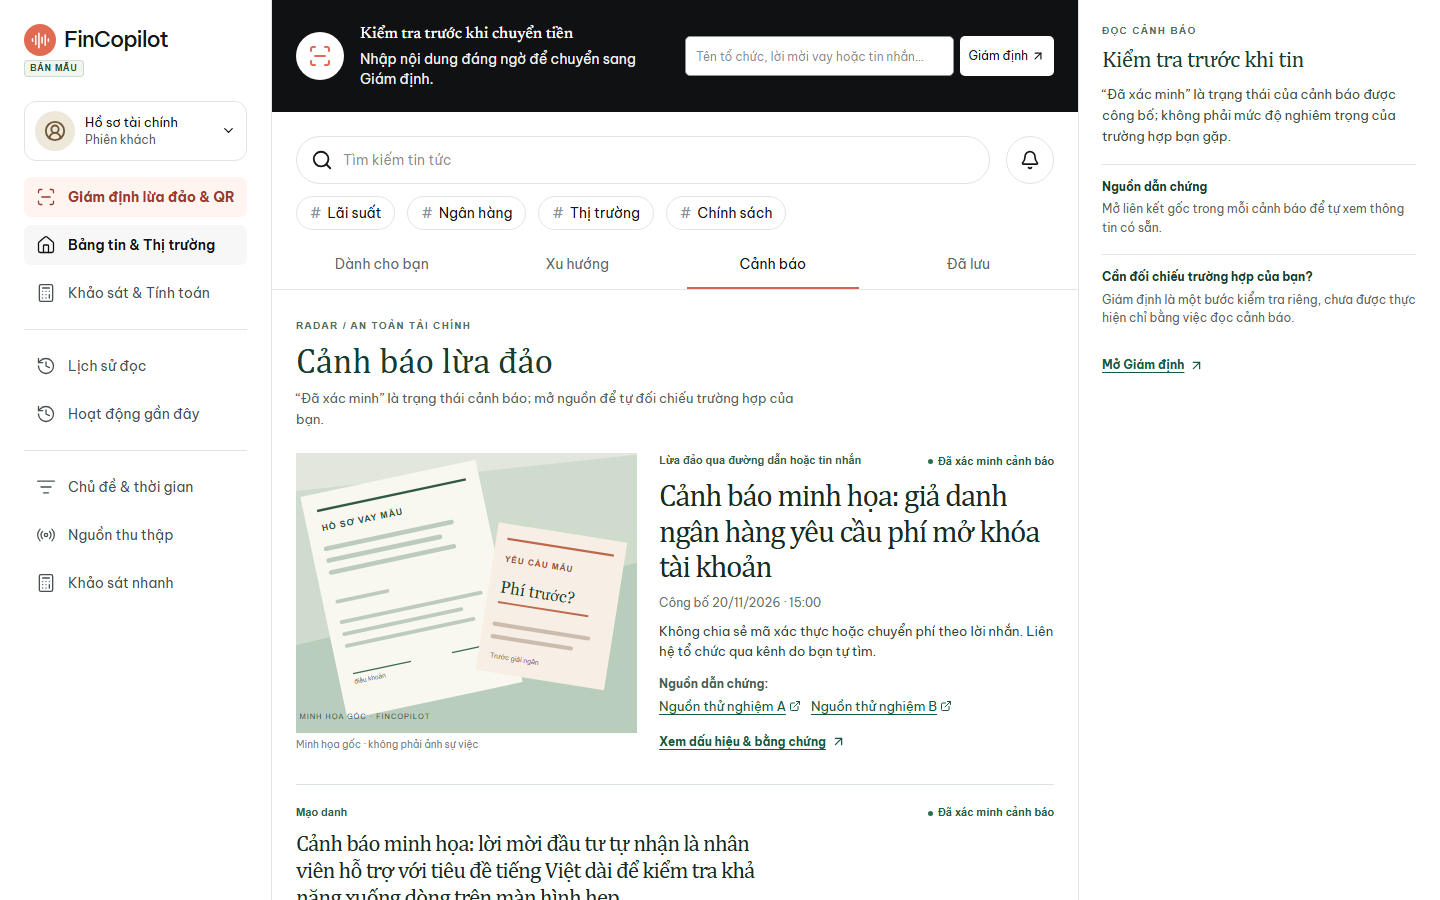 FinCopilot
BẢN MẪU
Hồ sơ tài chính
Phiên khách
Giám định lừa đảo & QR
Bảng tin & Thị trường
Khảo sát & Tính toán
Lịch sử đọc
Hoạt động gần đây
Chủ đề & thời gian
Nguồn thu thập
Khảo sát nhanh
Kiểm tra trước khi chuyển tiền
Nhập nội dung đáng ngờ để chuyển sang
Giám định.
Tên tổ chức, lời mời vay hoặc tin nhắn...
Giám định
Tìm kiếm tin tức
# Lãi suất
# Ngân hàng
# Thị trường
# Chính sách
Dành cho bạn
Xu hướng
Cảnh báo
Đã lưu
RADAR / AN TOÀN TÀI CHÍNH
Cảnh báo lừa đảo
“Đã xác minh” là trạng thái cảnh báo; mở nguồn để tự đối chiếu trường hợp của
bạn.
HỒ SƠ VAY MẪU
điều khoản
YÊU CẦU MẪU
Phí trước?
Trước giải ngân
MINH HỌA GỐC · FINCOPILOT
Minh họa gốc · không phải ảnh sự việc
Lừa đảo qua đường dẫn hoặc tin nhắn
Đã xác minh cảnh báo
Cảnh báo minh họa: giả danh
ngân hàng yêu cầu phí mở khóa
tài khoản
Công bố 20/11/2026 · 15:00
Không chia sẻ mã xác thực hoặc chuyển phí theo lời nhắn. Liên
hệ tổ chức qua kênh do bạn tự tìm.
Nguồn dẫn chứng:
Nguồn thử nghiệm A
Nguồn thử nghiệm B
Xem dấu hiệu & bằng chứng
Mạo danh
Đã xác minh cảnh báo
Cảnh báo minh họa: lời mời đầu tư tự nhận là nhân
viên hỗ trợ với tiêu đề tiếng Việt dài để kiểm tra khả
năng xuống dòng trên màn hình hẹp
ĐỌC CẢNH BÁO
Kiểm tra trước khi tin
“Đã xác minh” là trạng thái của cảnh báo được
công bố; không phải mức độ nghiêm trọng của
trường hợp bạn gặp.
Nguồn dẫn chứng
Mở liên kết gốc trong mỗi cảnh báo để tự xem thông
tin có sẵn.
Cần đối chiếu trường hợp của bạn?
Giám định là một bước kiểm tra riêng, chưa được thực
hiện chỉ bằng việc đọc cảnh báo.
Mở Giám định